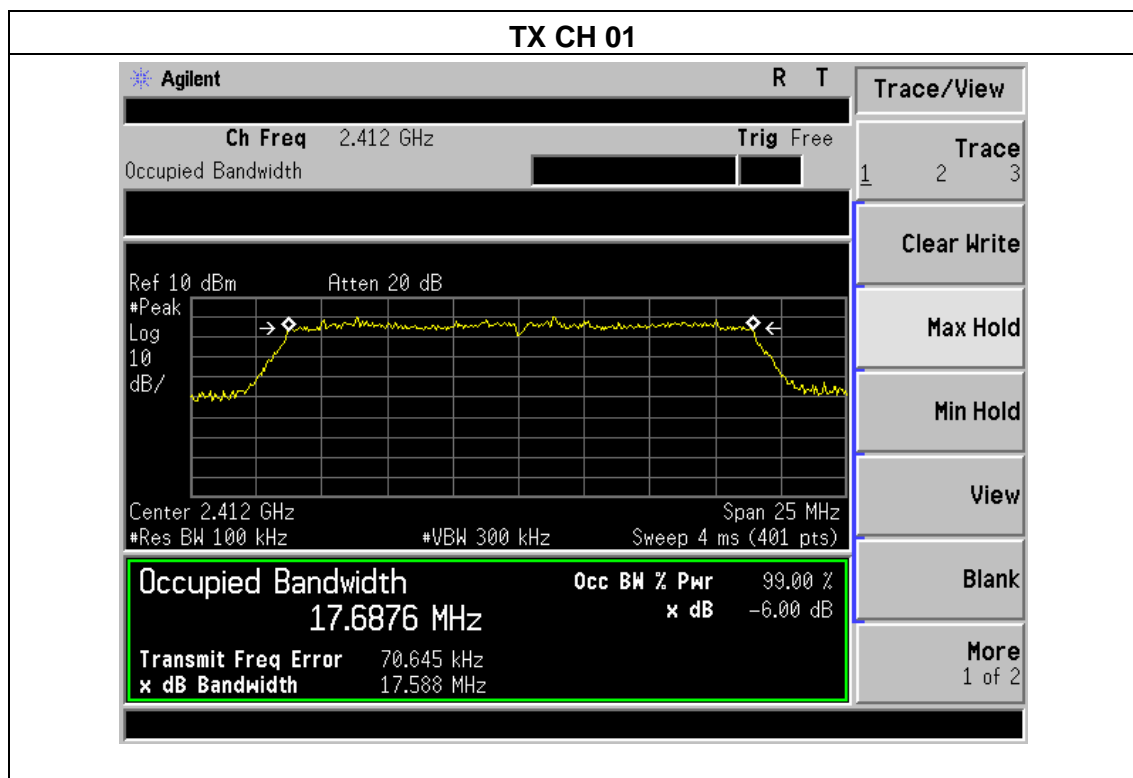 TX CH 01
Agilent R T
Ch Freq 2.412 GHz Trig Free
Occupied Bandwidth
Ref 10 dBm Atten 20 dB
#Peak
Log
10
dB/
Center 2.412 GHz Span 25 MHz
#Res BW 100 kHz #VBW 300 kHz Sweep 4 ms (401 pts)
Occupied Bandwidth Occ BW % Pwr 99.00 %
17.6876 MHz x dB -6.00 dB
Transmit Freq Error 70.645 kHz
x dB Bandwidth 17.588 MHz
Trace/View
Trace
1 2 3
Clear Write
Max Hold
Min Hold
View
Blank
More
1 of 2